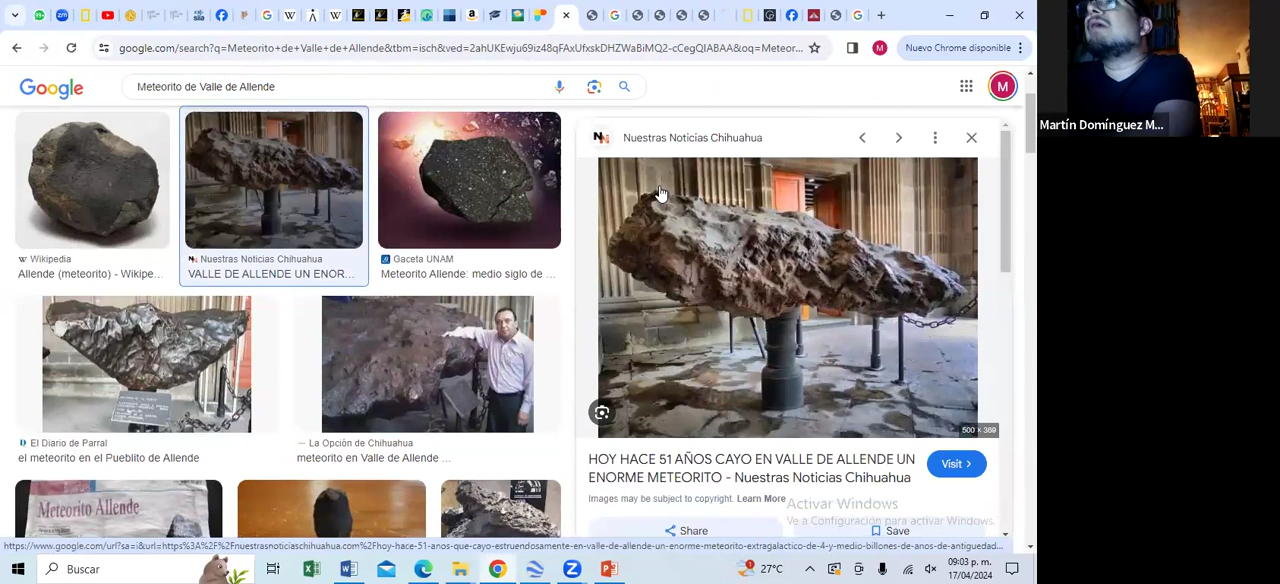 google.com/search?q=Meteorito+de+Valle+de+Allende&tbm=isch&ved=2ahUKEwju69iz48qFAxUfxskDHZWaBiMQ2-cCegQIABAA&oq=Meteor...
Nuevo Chrome disponible
M
Google
Meteorito de Valle de Allende
M
Martín Domínguez M...
Nuestras Noticias Chihuahua
Wikipedia
Allende (meteorito) - Wikipe...
Nuestras Noticias Chihuahua
VALLE DE ALLENDE UN ENOR...
Gaceta UNAM
Meteorito Allende: medio siglo de ...
500 × 369
El Diario de Parral
el meteorito en el Pueblito de Allende
La Opción de Chihuahua
meteorito en Valle de Allende ...
HOY HACE 51 AÑOS CAYO EN VALLE DE ALLENDE UN
ENORME METEORITO - Nuestras Noticias Chihuahua
Visit
Images may be subject to copyright. Learn More
Activar Windows
Ve a Configuración para activar Windows.
Share
Save
Meteorito Allende
https://www.google.com/url?sa=i&url=https%3A%2F%2Fnuestrasnoticiaschihuahua.com%2Fhoy-hace-51-anos-que-cayo-estruendosamente-en-valle-de-allende-un-enorme-meteorito-extragalactico-de-4-y-medio-billones-de-anos-de-antiguedad...
Buscar
27°C
09:03 p. m.
17/04/2024